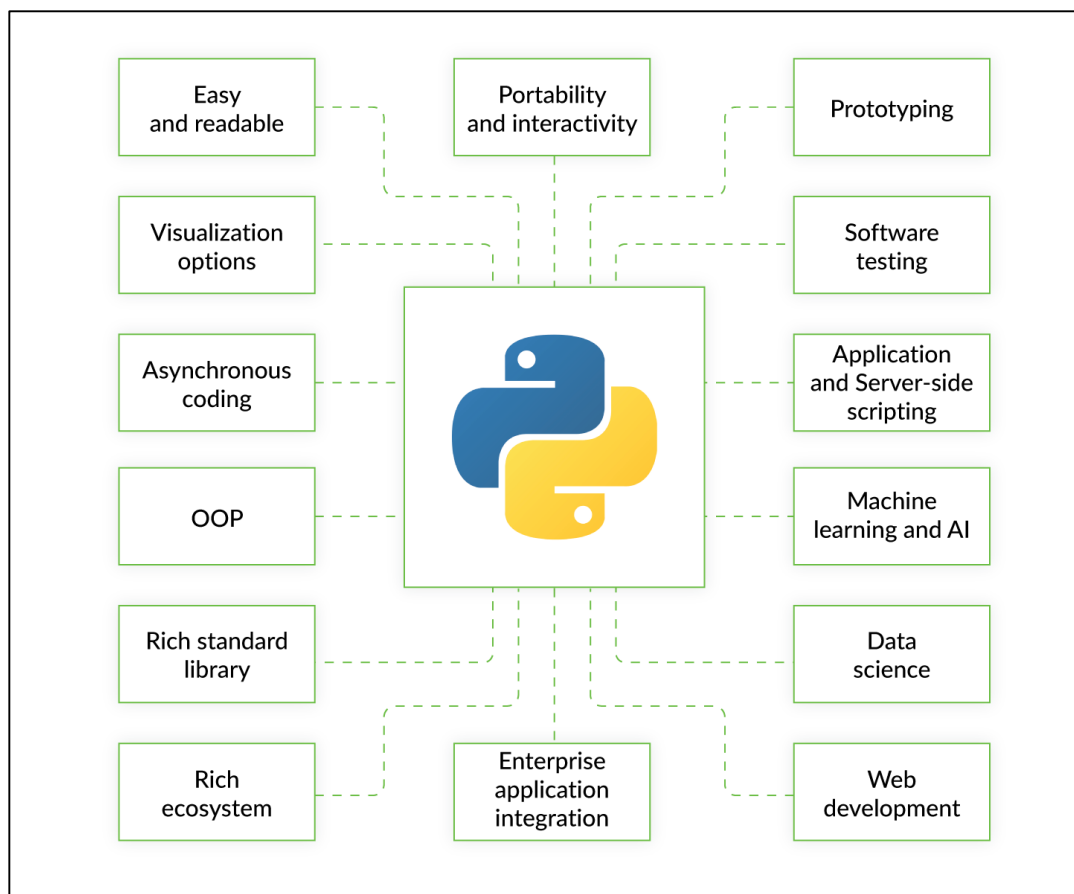 Easy
and readable
Portability
and interactivity
Prototyping
Visualization
options
Software
testing
Asynchronous
coding
Application
and Server-side
scripting
OOP
Machine
learning and AI
Rich standard
library
Data
science
Rich
ecosystem
Enterprise
application
integration
Web
development